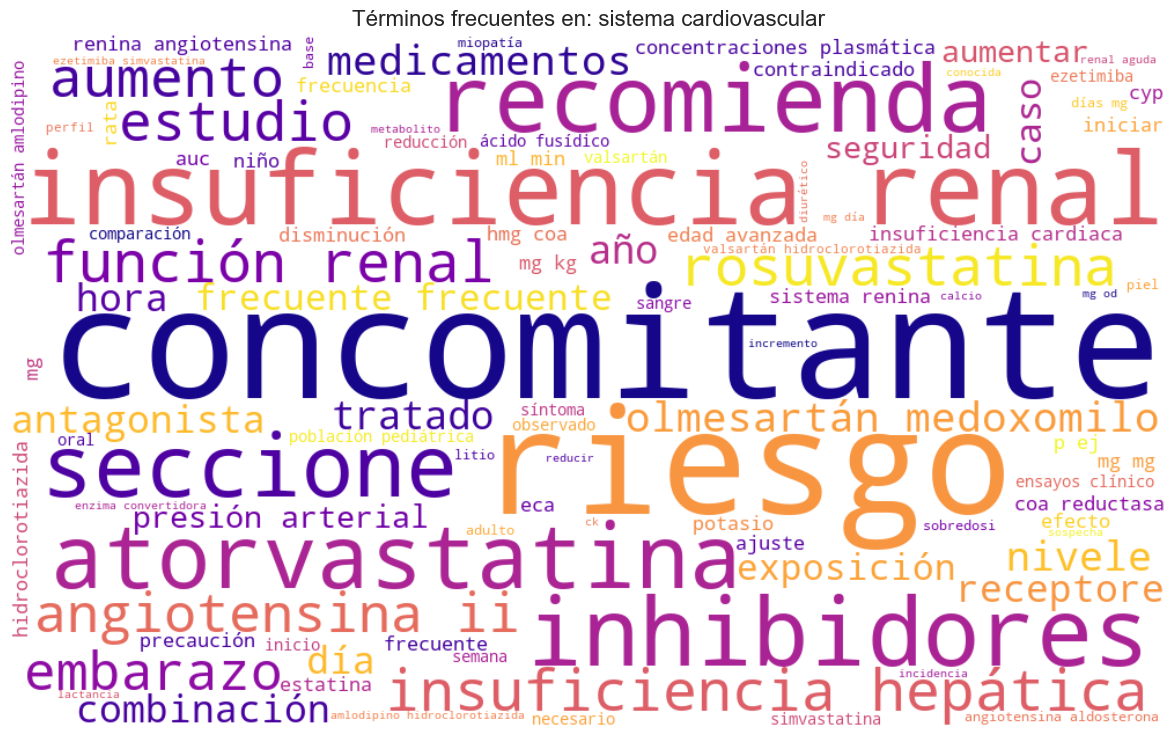 Términos frecuentes en: sistema cardiovascular
renina angiotensina
base
miopatía
concentraciones plasmática
aumentar
renal aguda
ezetimiba simvastatina
aumento
medicamentos
recomienda
contraindicado
conocida
ezetimiba
cyp
olmesartán amlodipino
frecuencia
rata
estudio
caso
días mg
iniciar
perfil
metabolito
reducción
ácido fusídico
seguridad
auc
niño
ml min
valsartán
insuficiencia renal
diurético
mg día
comparación
disminución
hmg coa
edad avanzada
insuficiencia cardiaca
función renal
mg kg
año
valsartán hidroclorotiazida
rosuvastatina
piel
hora
frecuente frecuente
sangre
sistema renina
calcio
mg od
concomitante
incremento
mg
antagonista
tratado
síntoma
observado
olmesartán medoxomilo
oral
población pediátrica
litio
reducir
riesgo
p ej
mg mg
seccione
hidroclorotiazida
ensayos clínico
enzima convertidora
eca
coa reductasa
presión arterial
adulto
ck
potasio
sobredosi
efecto
sospecha
atorvastatina
ajuste
exposición
nivele
receptore
angiotensina ii
inhibidores
precaución
inicio
frecuente
semana
embarazo
día
estatina
insuficiencia hepática
incidencia
lactancia
combinación
amlodipino hidroclorotiazida
necesario
simvastatina
angiotensina aldosterona